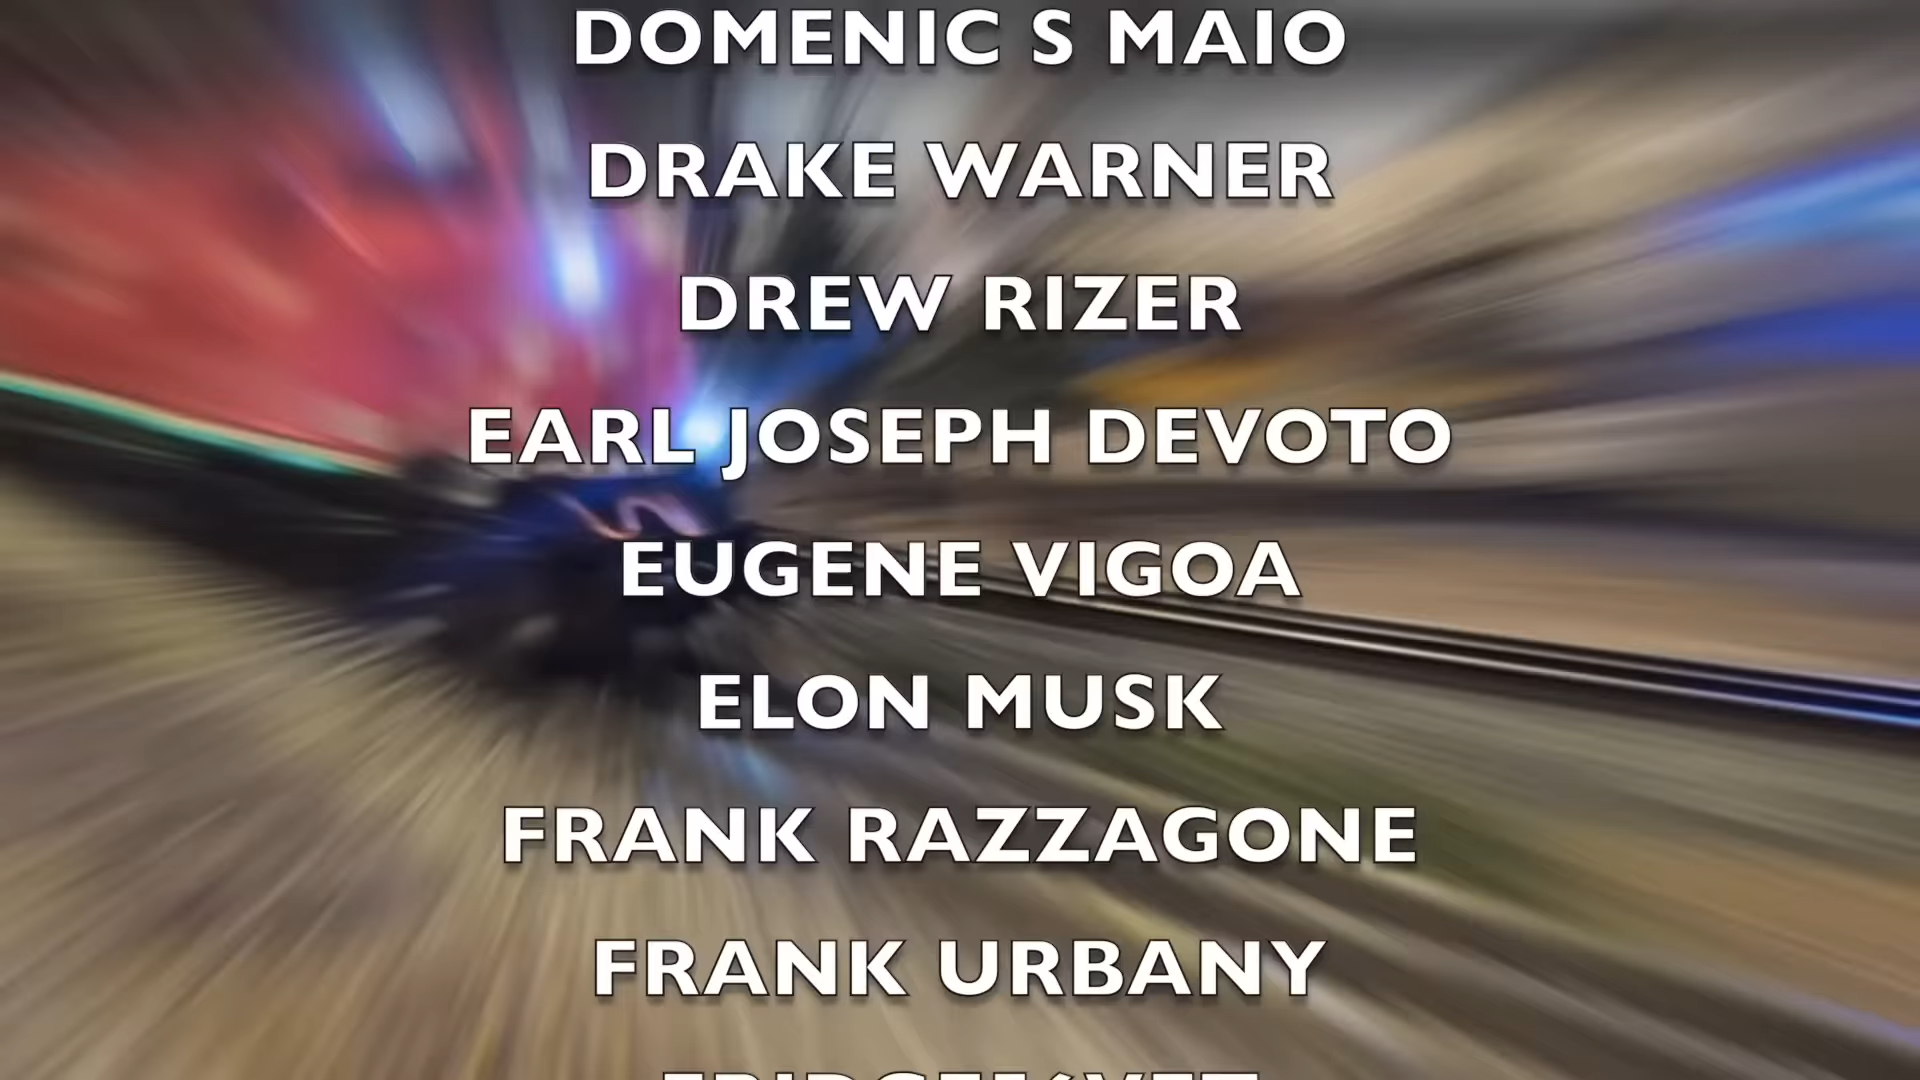 DOMENIC S MAIO
DRAKE WARNER
DREW RIZER
EARL JOSEPH DEVOTO
EUGENE VIGOA
ELON MUSK
FRANK RAZZAGONE
FRANK URBANY